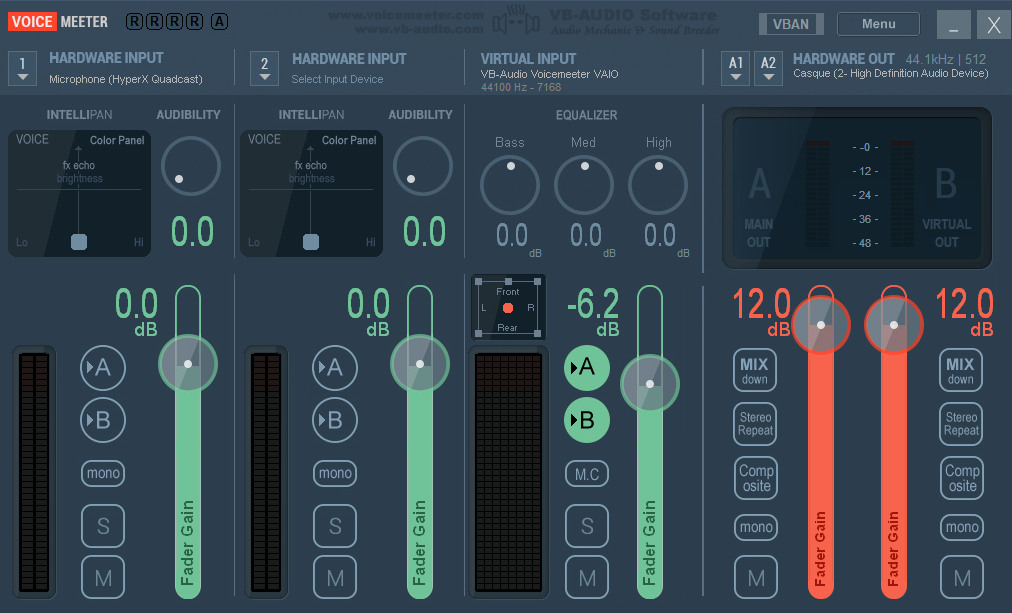 VOICE MEETER R R R R A www.voicemeeter.com VB-AUDIO Software VBAN Menu _ X
www.vb-audio.com Audio Mechanic & Sound Breeder
1 HARDWARE INPUT 2 HARDWARE INPUT VIRTUAL INPUT A1 A2 HARDWARE OUT 44.1kHz | 512
Microphone (HyperX Quadcast) Select Input Device VB-Audio Voicemeeter VAIO Casque (2- High Definition Audio Device)
44100 Hz - 7168
INTELLIPAN AUDIBILITY INTELLIPAN AUDIBILITY EQUALIZER
VOICE Color Panel VOICE Color Panel Bass Med High
fx echo fx echo
brightness brightness
Lo Hi 0.0 Lo Hi 0.0 0.0 dB 0.0 dB 0.0 dB
--0 -
- 12 -
- 24 -
- 36 -
- 48 -
A B
MAIN OUT VIRTUAL OUT
0.0 dB
A
B
mono
S
M
Fader Gain
0.0 dB
A
B
mono
S
M
Fader Gain
Front
L R
Rear
-6.2 dB
A
B
M.C
S
M
Fader Gain
12.0 dB
MIX
down
Stereo
Repeat
Comp
osite
mono
M
Fader Gain
Fader Gain
12.0 dB
MIX
down
Stereo
Repeat
Comp
osite
mono
M